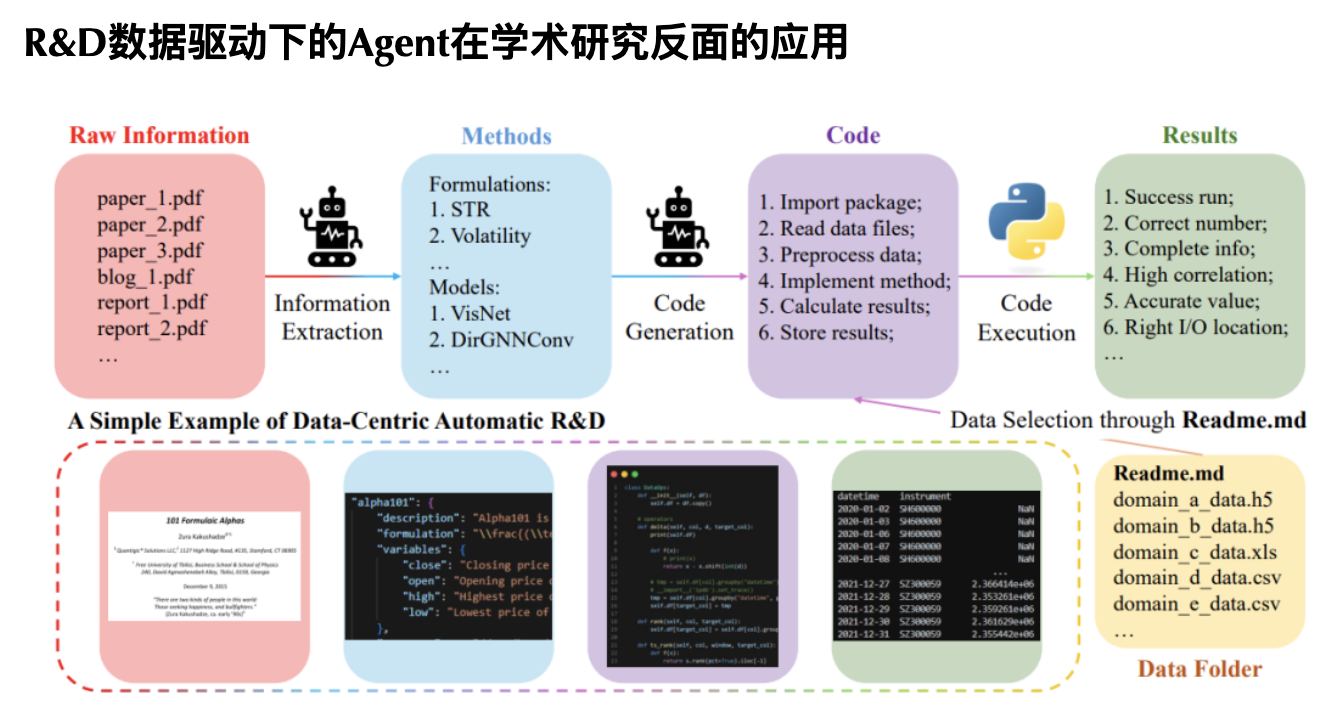 R&D数据驱动下的Agent在学术研究反面的应用
Raw Information
Methods
Code
Results
paper_1.pdf
paper_2.pdf
paper_3.pdf
blog_1.pdf
report_1.pdf
report_2.pdf
…
Information
Extraction
Formulations:
1. STR
2. Volatility
…
Models:
1. VisNet
2. DirGNNConv
…
Code
Generation
1. Import package;
2. Read data files;
3. Preprocess data;
4. Implement method;
5. Calculate results;
6. Store results;
Code
Execution
1. Success run;
2. Correct number;
3. Complete info;
4. High correlation;
5. Accurate value;
6. Right I/O location;
…
A Simple Example of Data-Centric Automatic R&D
Data Selection through Readme.md
101 Formulaic Alphas
Zura Kakushadze
December 9, 2015
"There are two kinds of people in this world:
Those seeking happiness, and bullfighters."
(Zura Kakushadze, ca. early '90s)
"alpha101": {
"description": "Alpha101 is
"formulation": "\\frac{(\\t
"variables": {
"close": "Closing price
"open": "Opening price
"high": "Highest price
"low": "Lowest price of
},
class DataOps:
def __init__(self, df):
self.df = df.copy()
# operators
def delta(self, col, d, target_col):
print(self.df)
def f(x):
# print(x)
return x - x.shift(int(d))
self.df[target_col] = tmp
def rank(self, col, target_col):
def ts_rank(self, col, window, target_col):
def f(x):
return x.rank(pct=True).iloc[-1]
datetime instrument
2020-01-02 SH600000 NaN
2020-01-03 SH600000 NaN
2020-01-06 SH600000 NaN
2020-01-07 SH600000 NaN
2020-01-08 SH600000 NaN
...
2021-12-27 SZ300059 2.366414e+06
2021-12-28 SZ300059 2.353261e+06
2021-12-29 SZ300059 2.359261e+06
2021-12-30 SZ300059 2.361629e+06
2021-12-31 SZ300059 2.355442e+06
Readme.md
domain_a_data.h5
domain_b_data.h5
domain_c_data.xls
domain_d_data.csv
domain_e_data.csv
…
Data Folder